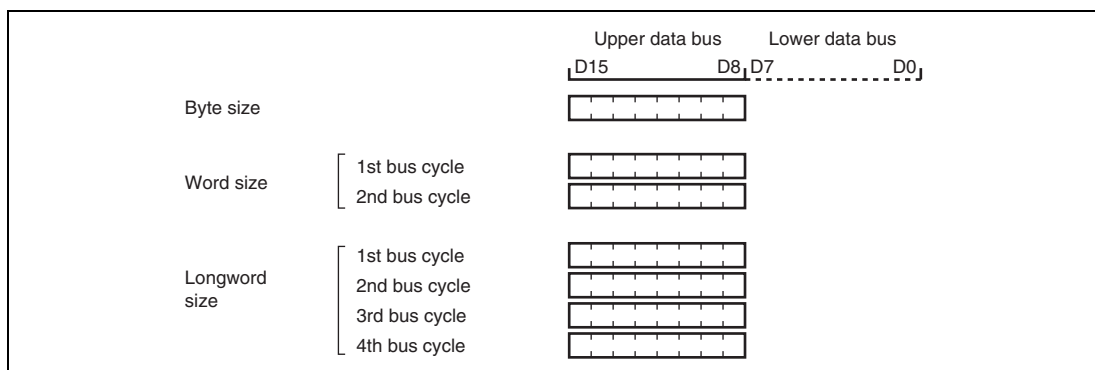 Upper data bus Lower data bus
D15 D8 D7 D0
Byte size
Word size
1st bus cycle
2nd bus cycle
Longword
size
1st bus cycle
2nd bus cycle
3rd bus cycle
4th bus cycle